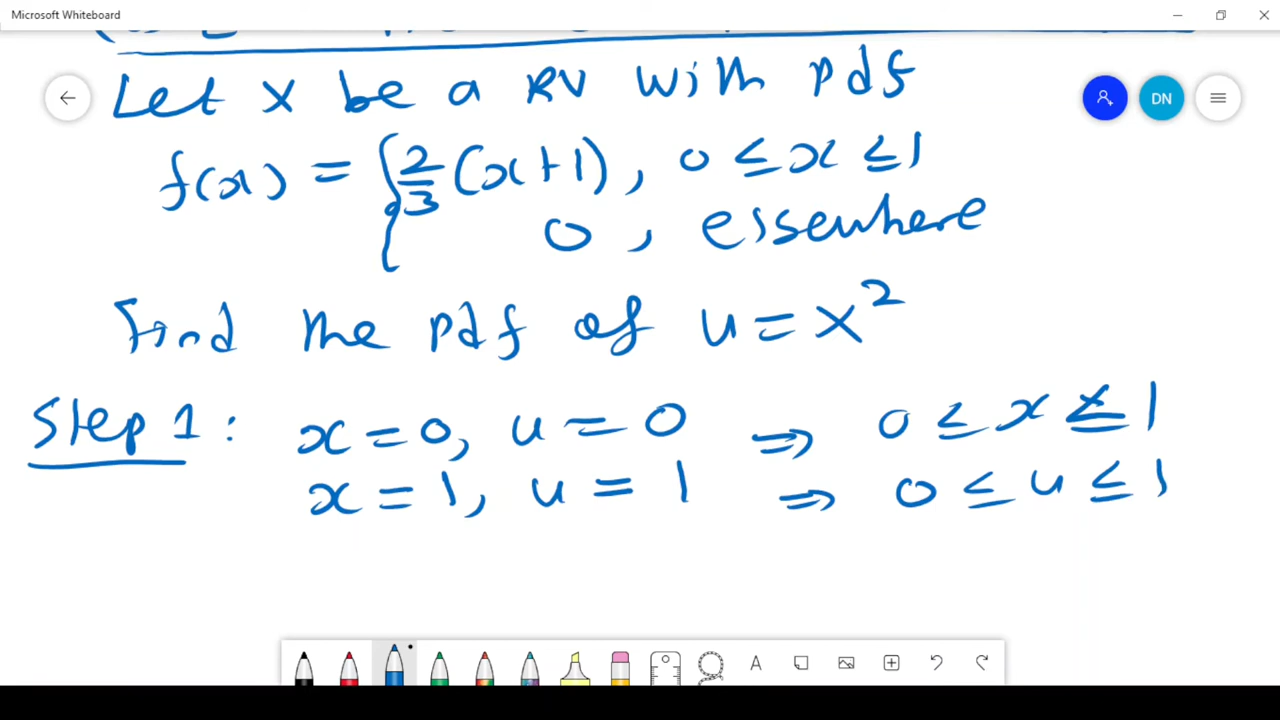 Microsoft Whiteboard
Let X be a RV with pdf
DN
f(x) = { 2/3 (x+1), 0 ≤ x ≤ 1
0, essewhere
Find the pdf of u = X²
Step 1: x = 0, u = 0 ⇒ 0 ≤ x ≤ 1
x = 1, u = 1 ⇒ 0 ≤ u ≤ 1
A